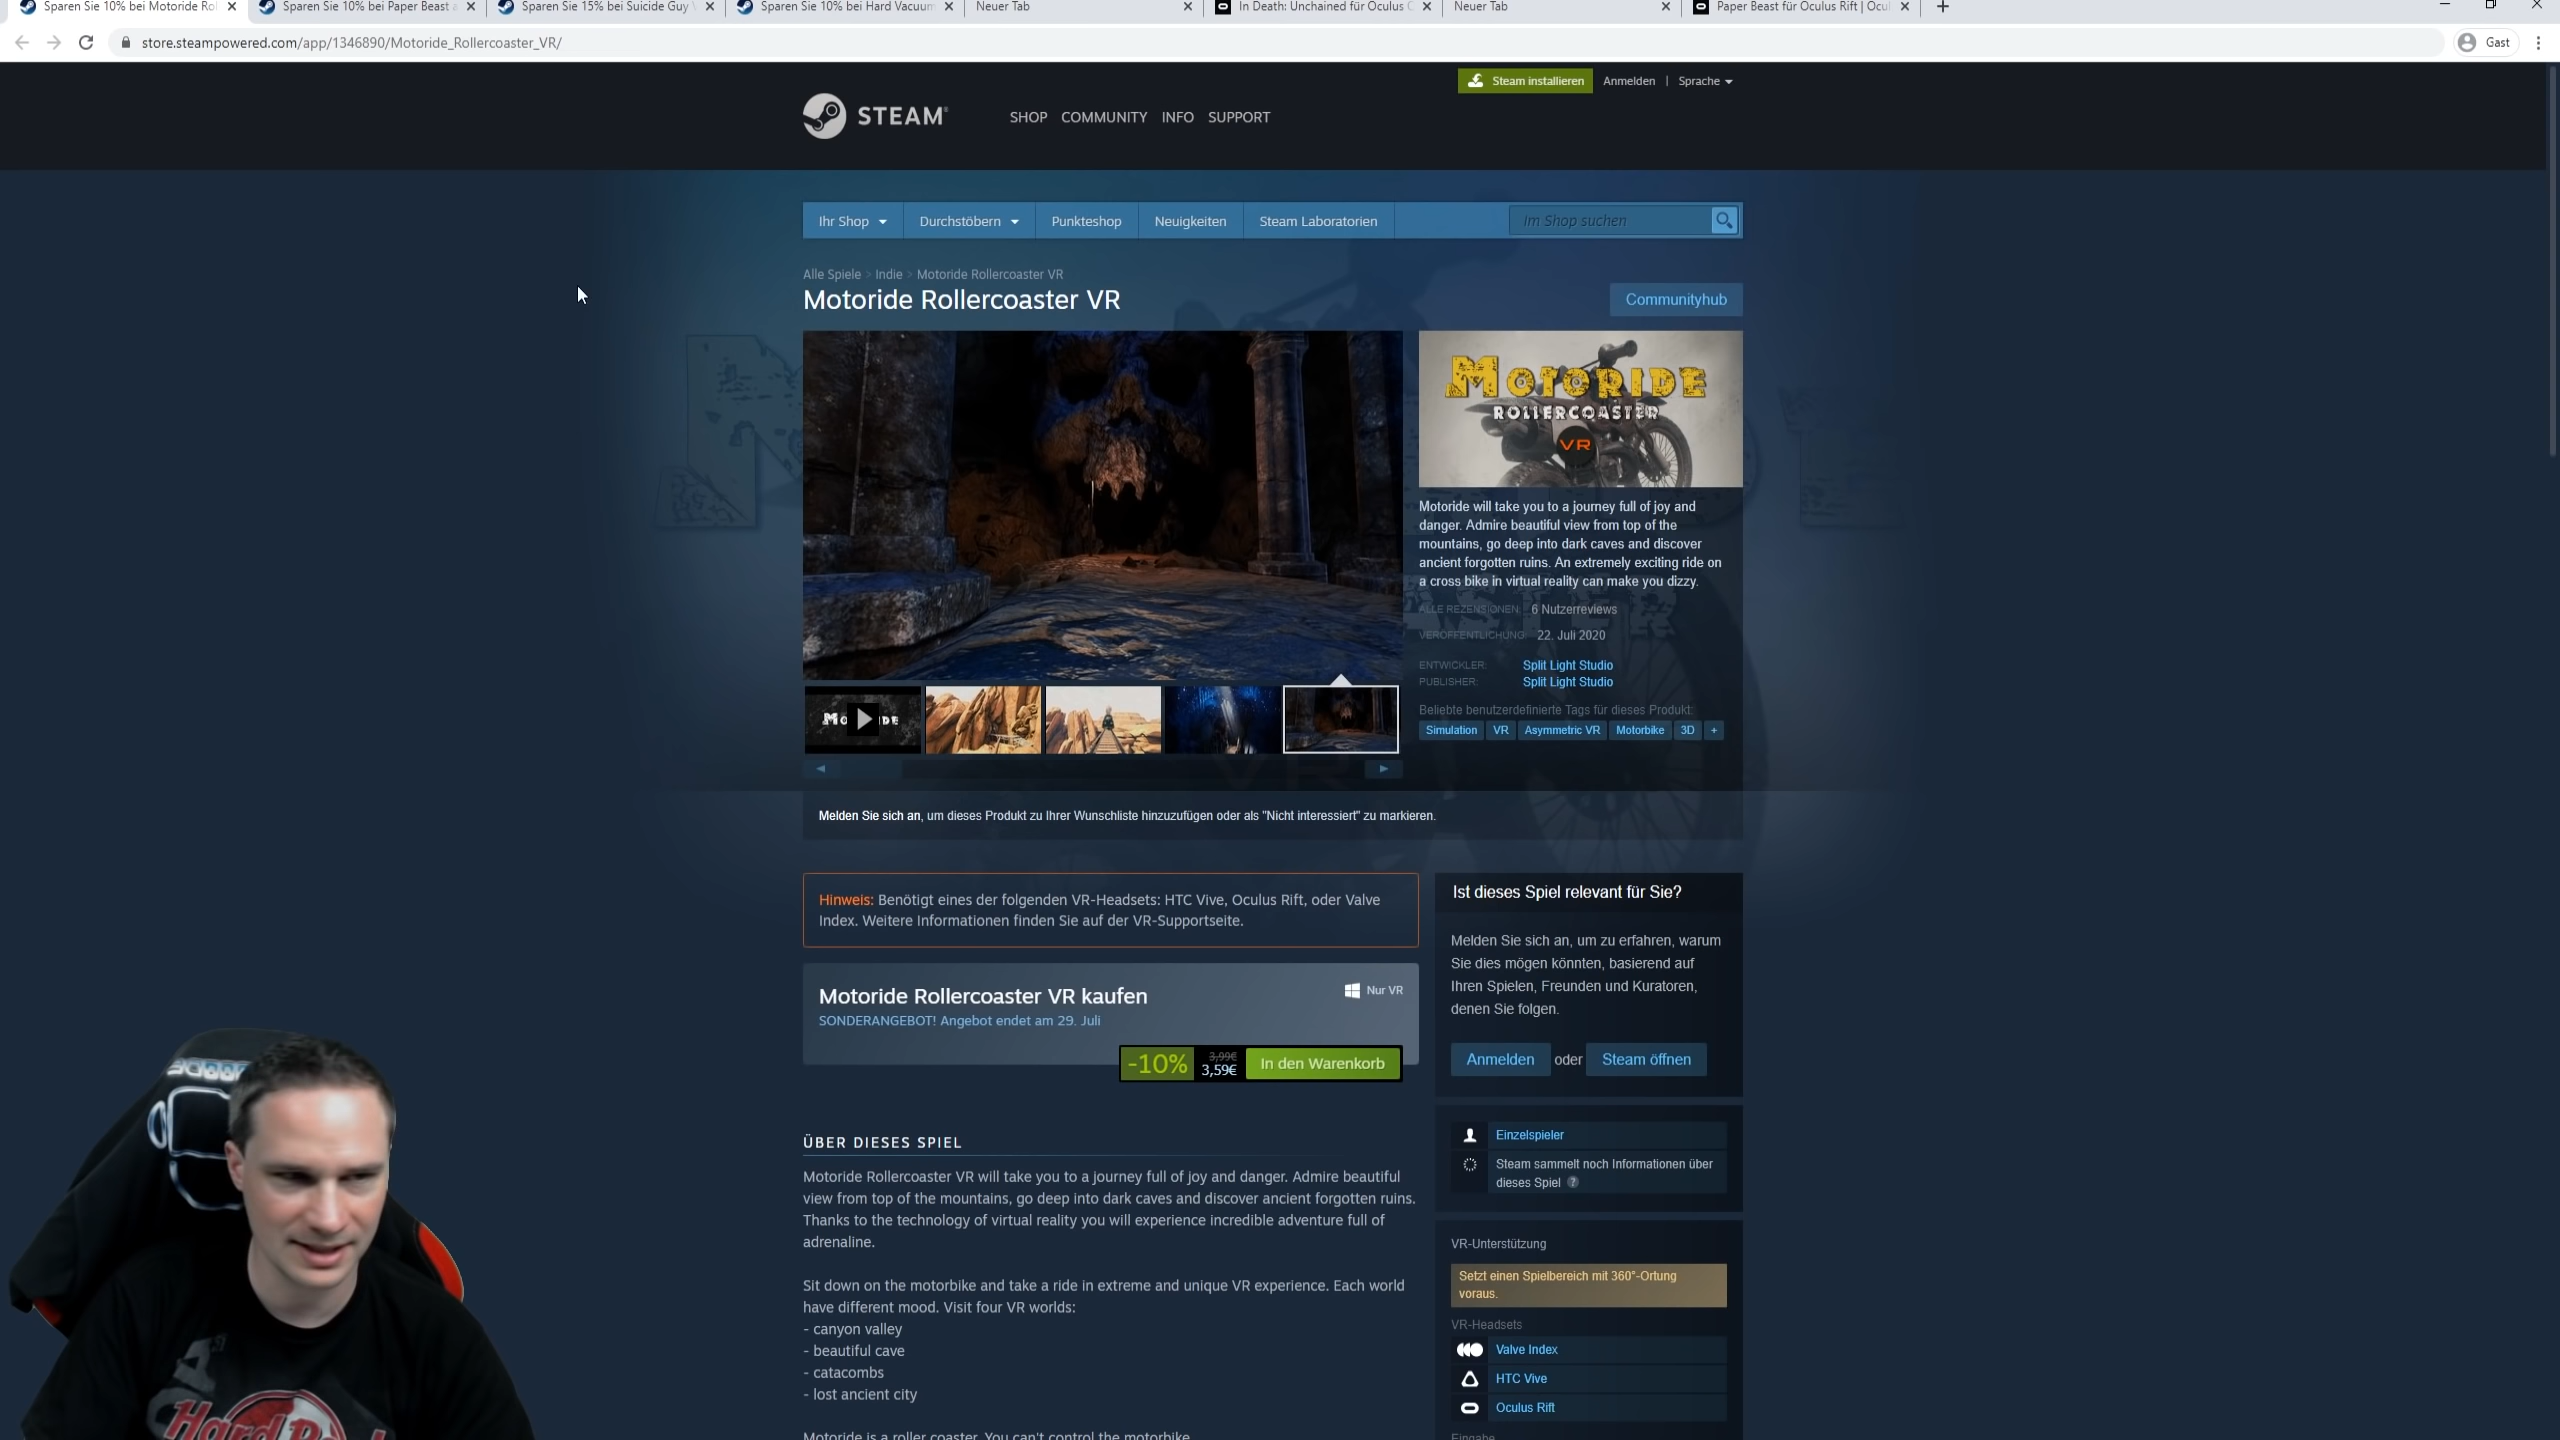 Sparen Sie 10% bei Motoride Rol
Sparen Sie 10% bei Paper Beast a
Sparen Sie 15% bei Suicide Guy V
Sparen Sie 10% bei Hard Vacuum
Neuer Tab
In Death: Unchained für Oculus Q
Neuer Tab
Paper Beast für Oculus Rift | Ocul
store.steampowered.com/app/1346890/Motoride_Rollercoaster_VR/
Gast
Steam installieren
Anmelden | Sprache
STEAM
SHOP COMMUNITY INFO SUPPORT
Ihr Shop
Durchstöbern
Punkteshop
Neuigkeiten
Steam Laboratorien
Im Shop suchen
Alle Spiele > Indie > Motoride Rollercoaster VR
Motoride Rollercoaster VR
Communityhub
MOTORIDE
ROLLERCOASTER
VR
Motoride will take you to a journey full of joy and
danger. Admire beautiful view from top of the
mountains, go deep into dark caves and discover
ancient forgotten ruins. An extremely exciting ride on
a cross bike in virtual reality can make you dizzy.
ALLE REZENSIONEN: 6 Nutzerreviews
VERÖFFENTLICHUNG: 22. Juli 2020
ENTWICKLER: Split Light Studio
PUBLISHER: Split Light Studio
Beliebte benutzerdefinierte Tags für dieses Produkt:
Simulation VR Asymmetric VR Motorbike 3D +
Melden Sie sich an, um dieses Produkt zu Ihrer Wunschliste hinzuzufügen oder als "Nicht interessiert" zu markieren.
Hinweis: Benötigt eines der folgenden VR-Headsets: HTC Vive, Oculus Rift, oder Valve
Index. Weitere Informationen finden Sie auf der VR-Supportseite.
Motoride Rollercoaster VR kaufen
Nur VR
SONDERANGEBOT! Angebot endet am 29. Juli
-10%
3,99€
3,59€
In den Warenkorb
ÜBER DIESES SPIEL
Motoride Rollercoaster VR will take you to a journey full of joy and danger. Admire beautiful
view from top of the mountains, go deep into dark caves and discover ancient forgotten ruins.
Thanks to the technology of virtual reality you will experience incredible adventure full of
adrenaline.
Sit down on the motorbike and take a ride in extreme and unique VR experience. Each world
have different mood. Visit four VR worlds:
- canyon valley
- beautiful cave
- catacombs
- lost ancient city
Motoride is a roller coaster. You can't control the motorbike
Ist dieses Spiel relevant für Sie?
Melden Sie sich an, um zu erfahren, warum
Sie dies mögen könnten, basierend auf
Ihren Spielen, Freunden und Kuratoren,
denen Sie folgen.
Anmelden oder Steam öffnen
Einzelspieler
Steam sammelt noch Informationen über
dieses Spiel ?
VR-Unterstützung
Setzt einen Spielbereich mit 360°-Ortung
voraus.
VR-Headsets
Valve Index
HTC Vive
Oculus Rift
Eingabe